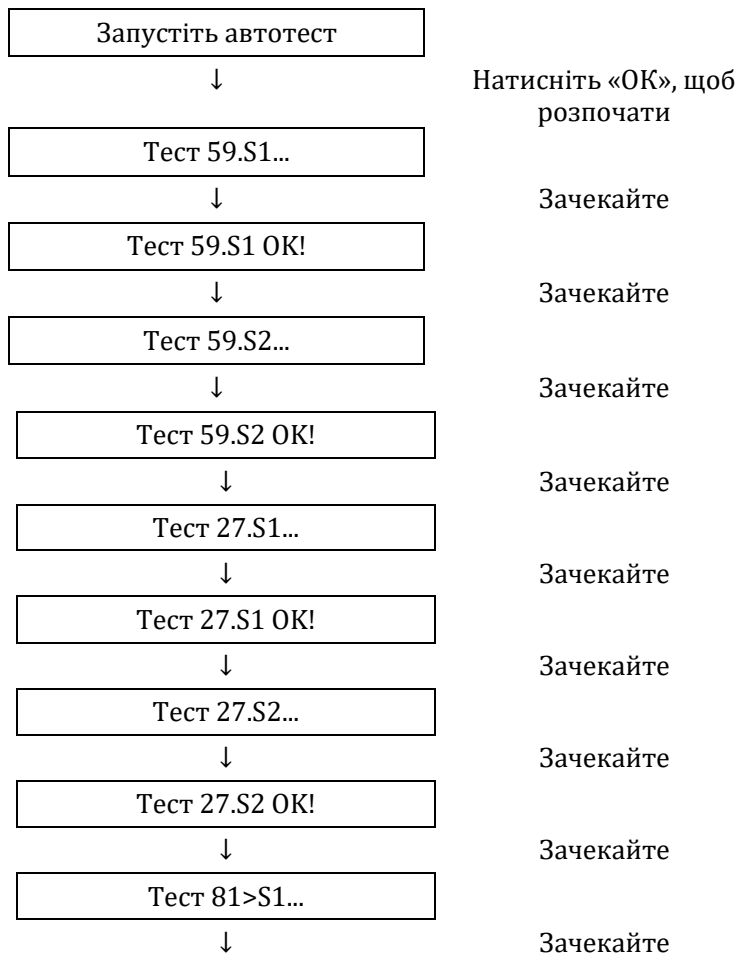 Запустіть автотест
↓
Натисніть «ОК», щоб
розпочати
Тест 59.S1...
↓
Зачекайте
Тест 59.S1 OK!
↓
Зачекайте
Тест 59.S2...
↓
Зачекайте
Тест 59.S2 OK!
↓
Зачекайте
Тест 27.S1...
↓
Зачекайте
Тест 27.S1 OK!
↓
Зачекайте
Тест 27.S2...
↓
Зачекайте
Тест 27.S2 OK!
↓
Зачекайте
Тест 81>S1...
↓
Зачекайте